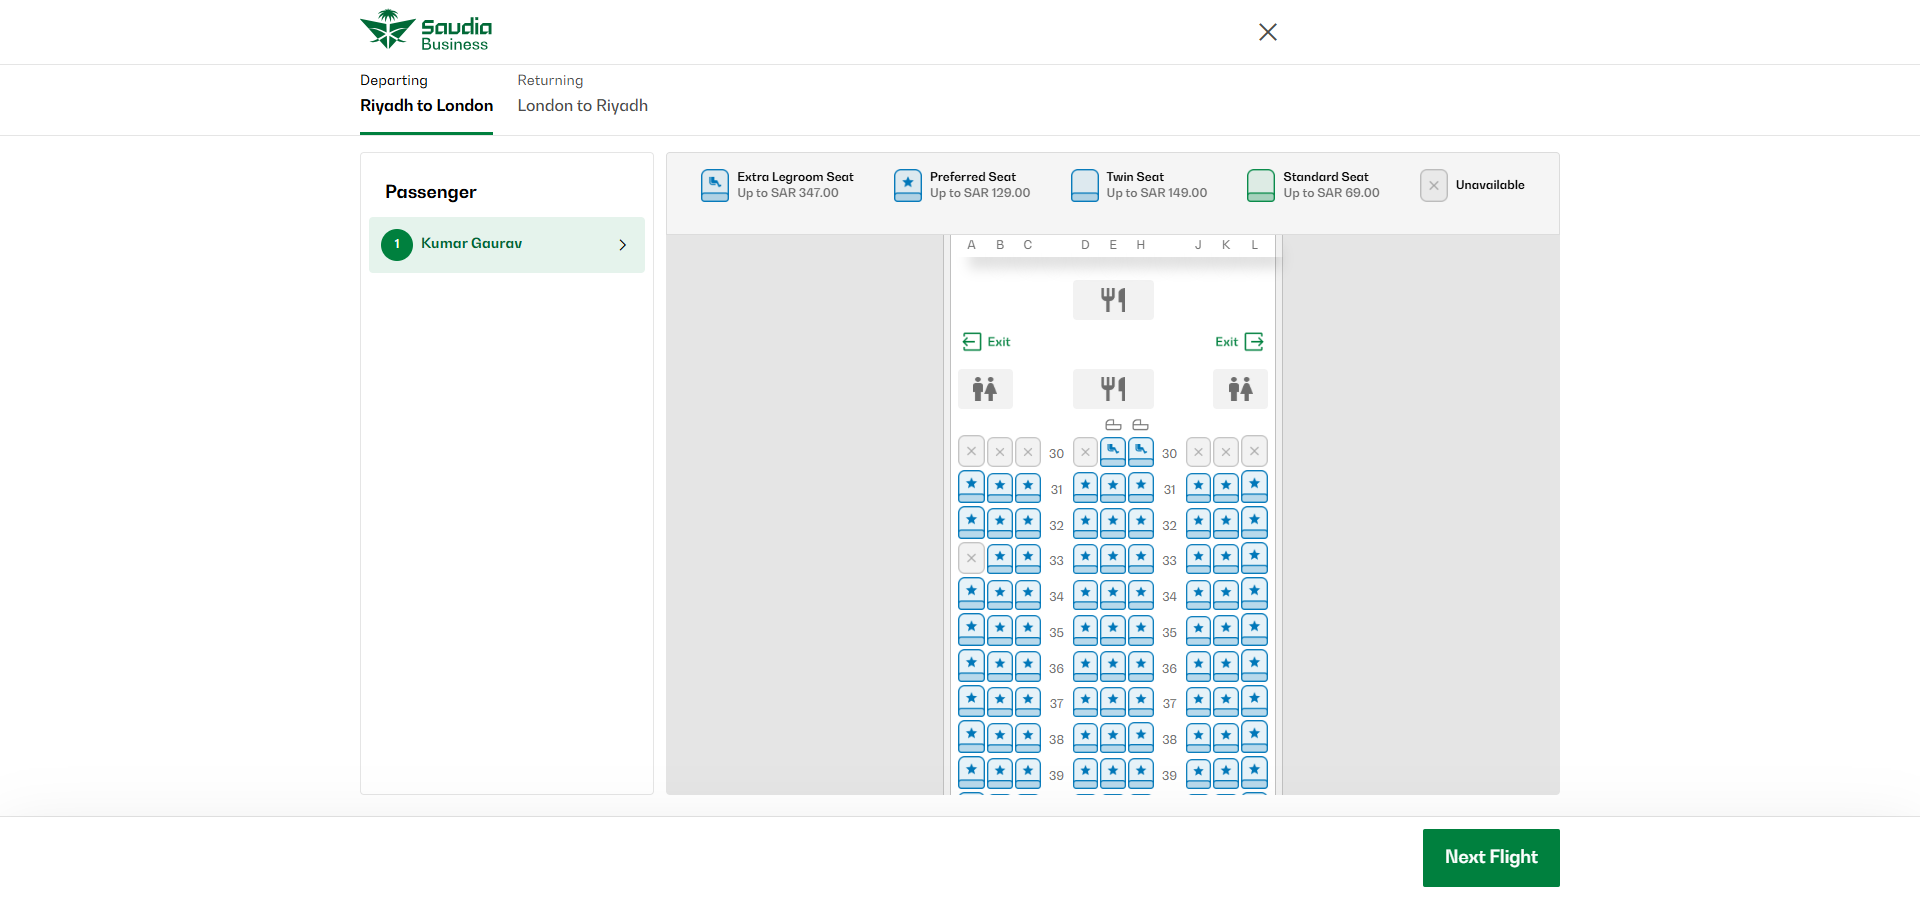 Saudia
Business
Departing
Riyadh to London
Returning
London to Riyadh
Passenger
1 Kumar Gaurav
Extra Legroom Seat
Up to SAR 347.00
Preferred Seat
Up to SAR 129.00
Twin Seat
Up to SAR 149.00
Standard Seat
Up to SAR 69.00
Unavailable
A B C D E H J K L
Exit Exit
30 30
31 31
32 32
33 33
34 34
35 35
36 36
37 37
38 38
39 39
Next Flight